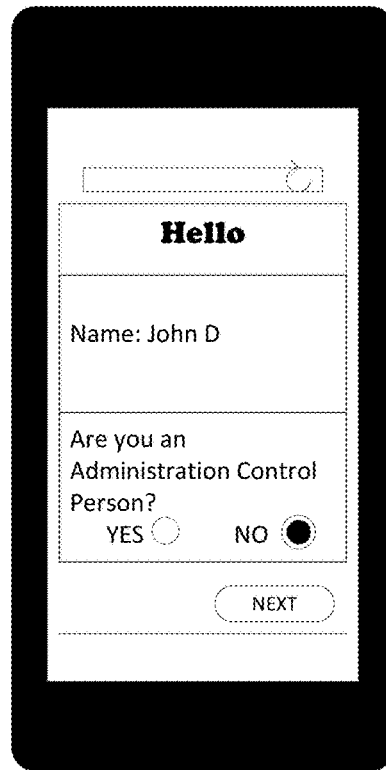 Hello
Name: John D
Are you an
Administration Control
Person?
YES NO
NEXT